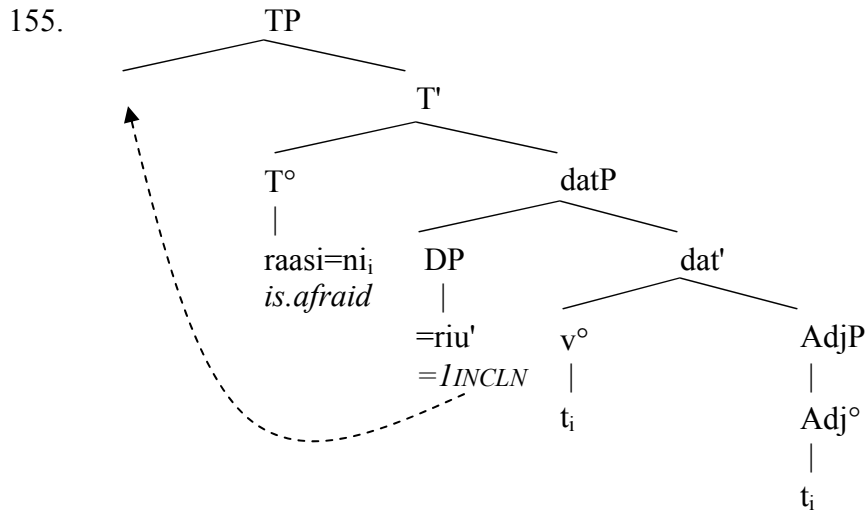 155. TP
T'
T° datP
raasi=niᵢ DP dat'
is.afraid
=riu' v° AdjP
=1INCLN
tᵢ Adj°
tᵢ